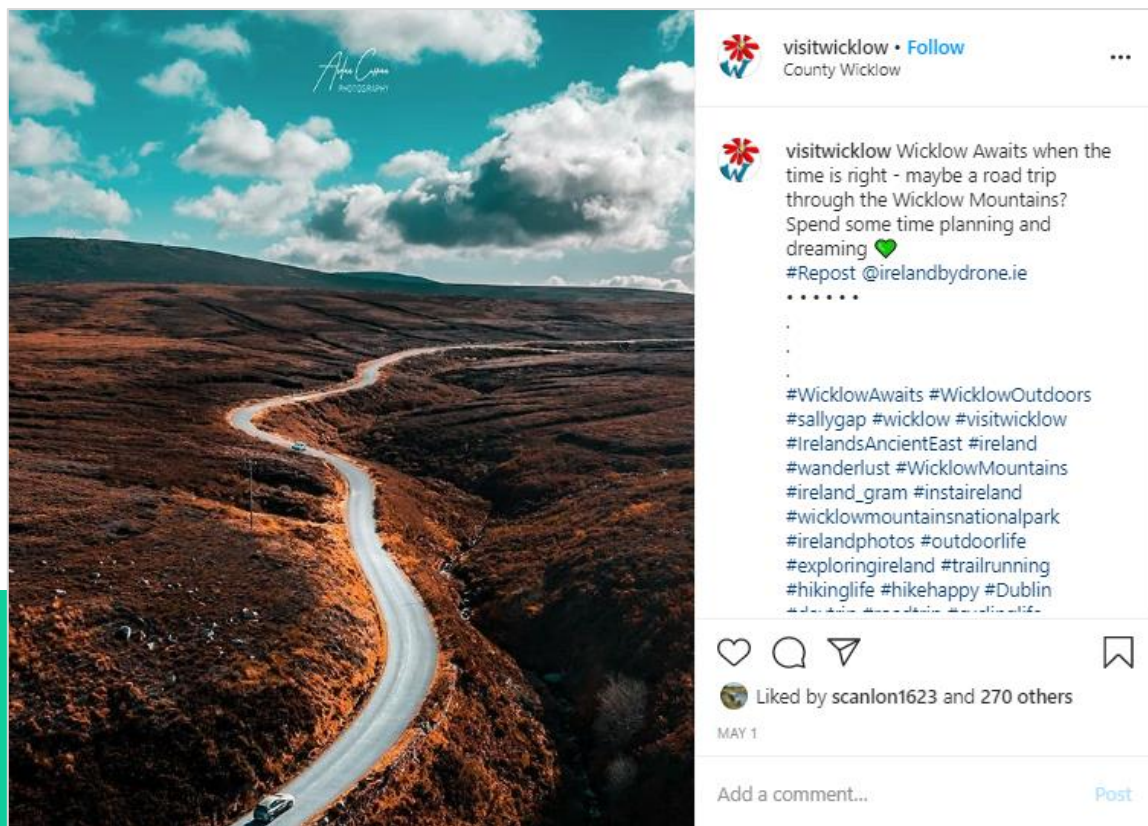 PHOTOGRAPHY
visitwicklow • Follow
County Wicklow
visitwicklow Wicklow Awaits when the
time is right - maybe a road trip
through the Wicklow Mountains?
Spend some time planning and
dreaming 💚
#Repost @irelandbydrone.ie
• • • • • •
.
.
.
#WicklowAwaits #WicklowOutdoors
#sallygap #wicklow #visitwicklow
#IrelandsAncientEast #ireland
#wanderlust #WicklowMountains
#ireland_gram #instaireland
#wicklowmountainsnationalpark
#irelandphotos #outdoorlife
#exploringireland #trailrunning
#hikinglife #hikehappy #Dublin
Liked by scanlon1623 and 270 others
MAY 1
Add a comment...
Post